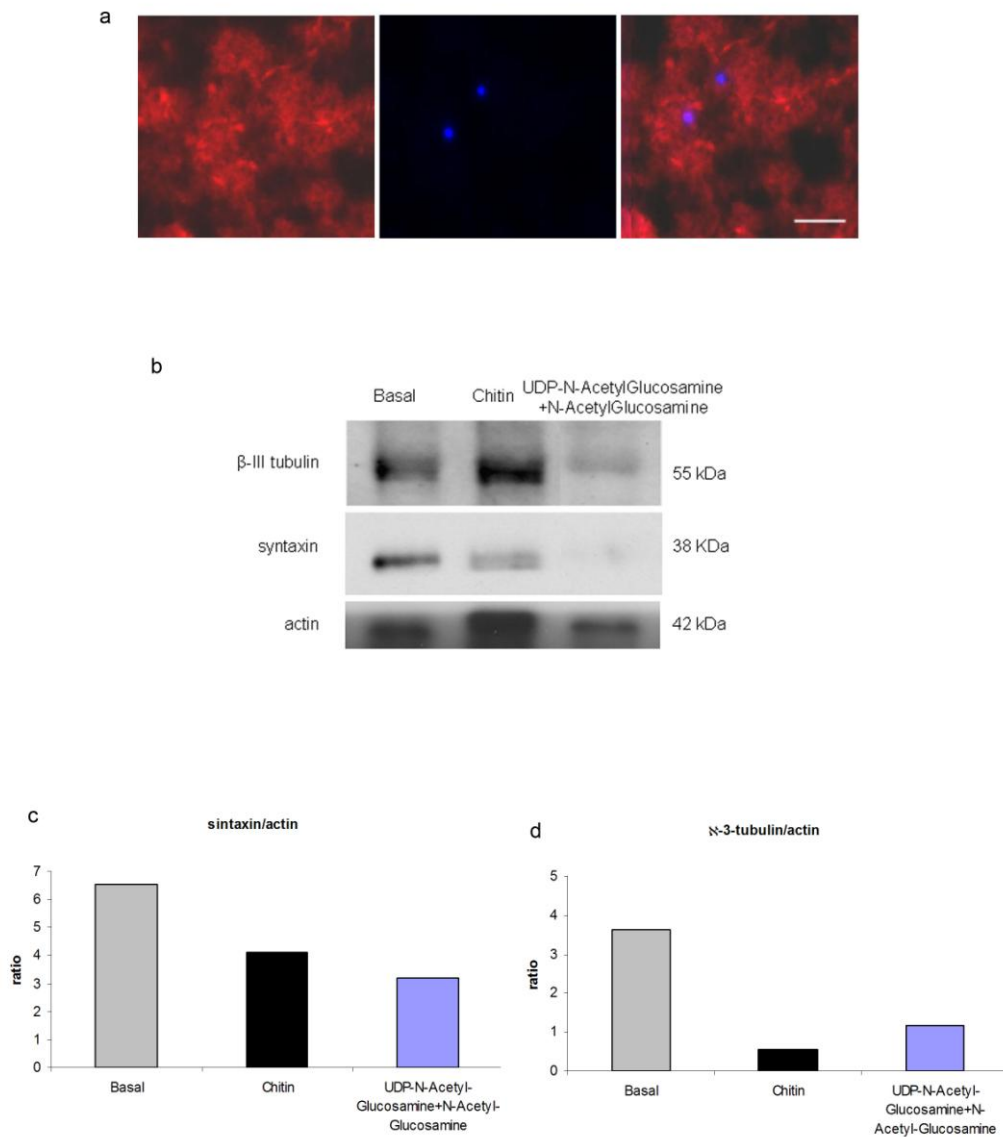 a
b
Basal
Chitin
UDP-N-AcetylGlucosamine
+N-AcetylGlucosamine
β-III tubulin
55 kDa
syntaxin
38 KDa
actin
42 kDa
c
sintaxin/actin
7
6
5
4
3
2
1
0
ratio
Basal
Chitin
UDP-N-Acetyl-
Glucosamine+N-Acetyl-
Glucosamine
d
ℵ-3-tubulin/actin
5
4
3
2
1
0
ratio
Basal
Chitin
UDP-N-Acetyl-
Glucosamine+N-
Acetyl-Glucosamine